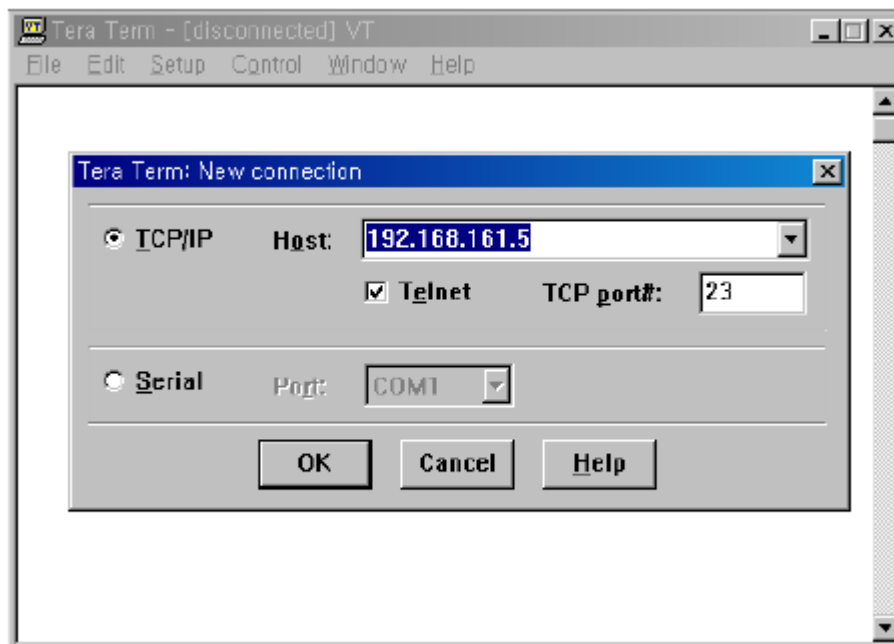 Tera Term - [disconnected] VT
File Edit Setup Control Window Help
Tera Term: New connection
TCP/IP Host: 192.168.161.5
Telnet TCP port#: 23
Serial Port: COM1
OK Cancel Help